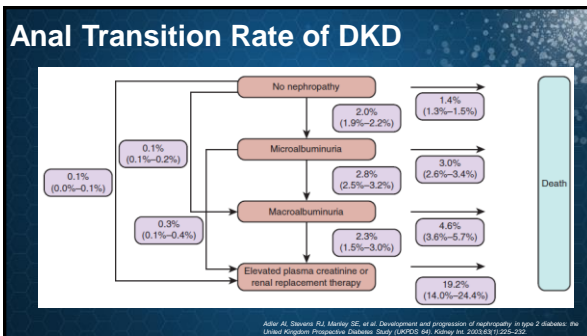 Anal Transition Rate of DKD
No nephropathy
1.4%
(1.3%–1.5%)
2.0%
(1.9%–2.2%)
0.1%
(0.1%–0.2%)
Microalbuminuria
3.0%
(2.6%–3.4%)
0.1%
(0.0%–0.1%)
2.8%
(2.5%–3.2%)
Death
Macroalbuminuria
4.6%
(3.6%–5.7%)
0.3%
(0.1%–0.4%)
2.3%
(1.5%–3.0%)
Elevated plasma creatinine or
renal replacement therapy
19.2%
(14.0%–24.4%)
Adler AI, Stevens RJ, Manley SE, et al. Development and progression of nephropathy in type 2 diabetes: the
United Kingdom Prospective Diabetes Study (UKPDS 64). Kidney Int. 2003;63(1):225–232.